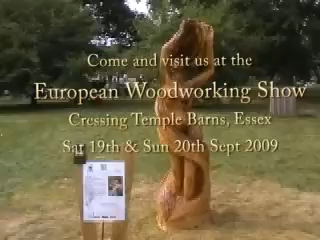 Come and visit us at the
European Woodworking Show
Cressing Temple Barns, Essex
Sat 19th & Sun 20th Sept 2009